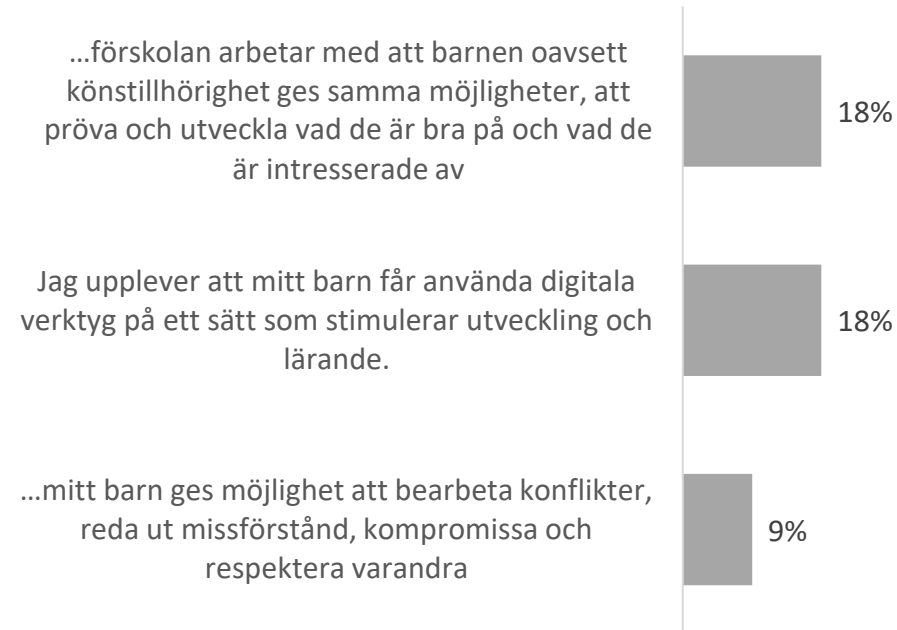 …förskolan arbetar med att barnen oavsett
könstillhörighet ges samma möjligheter, att
pröva och utveckla vad de är bra på och vad de
är intresserade av
18%
Jag upplever att mitt barn får använda digitala
verktyg på ett sätt som stimulerar utveckling och
lärande.
18%
…mitt barn ges möjlighet att bearbeta konflikter,
reda ut missförstånd, kompromissa och
respektera varandra
9%